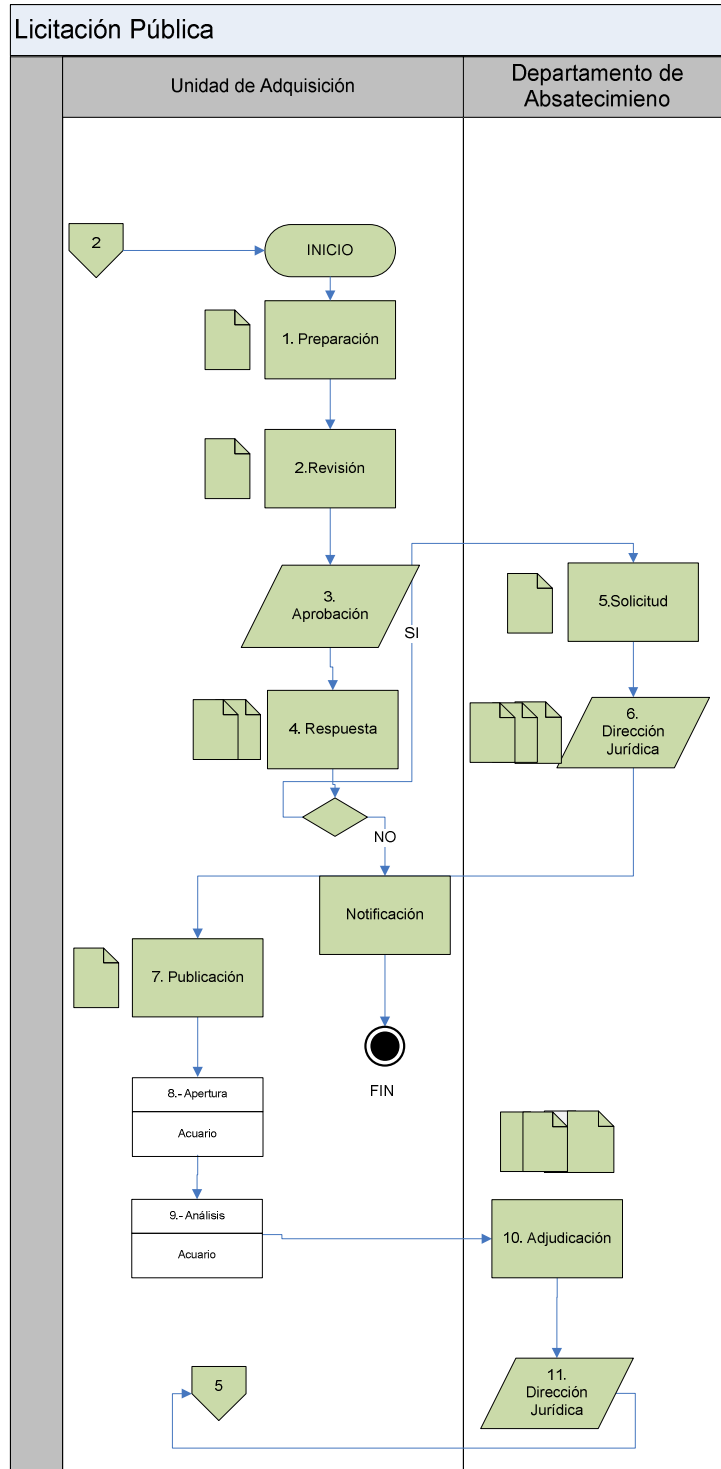 Licitación Pública
Unidad de Adquisición
Departamento de
Absatecimieno
2
INICIO
1. Preparación
2.Revisión
3.
Aprobación
SI
5.Solicitud
4. Respuesta
6.
Dirección
Jurídica
NO
Notificación
7. Publicación
FIN
8.- Apertura
Acuario
9.- Análisis
Acuario
10. Adjudicación
5
11.
Dirección
Jurídica